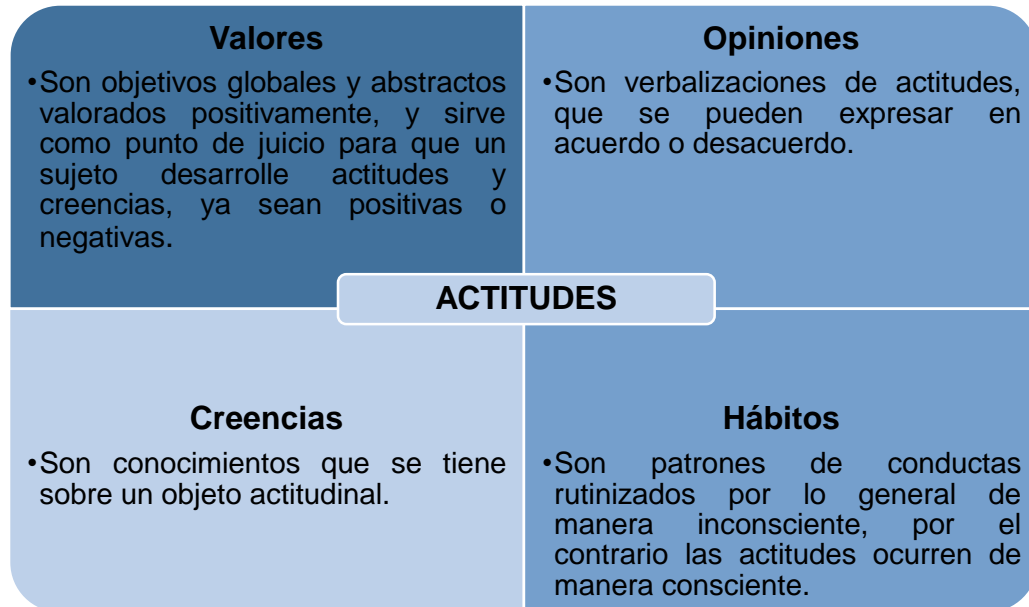 Valores
•Son objetivos globales y abstractos
valorados positivamente, y sirve
como punto de juicio para que un
sujeto desarrolle actitudes y
creencias, ya sean positivas o
negativas.
Opiniones
•Son verbalizaciones de actitudes,
que se pueden expresar en
acuerdo o desacuerdo.
ACTITUDES
Creencias
•Son conocimientos que se tiene
sobre un objeto actitudinal.
Hábitos
•Son patrones de conductas
rutinizados por lo general de
manera inconsciente, por el
contrario las actitudes ocurren de
manera consciente.